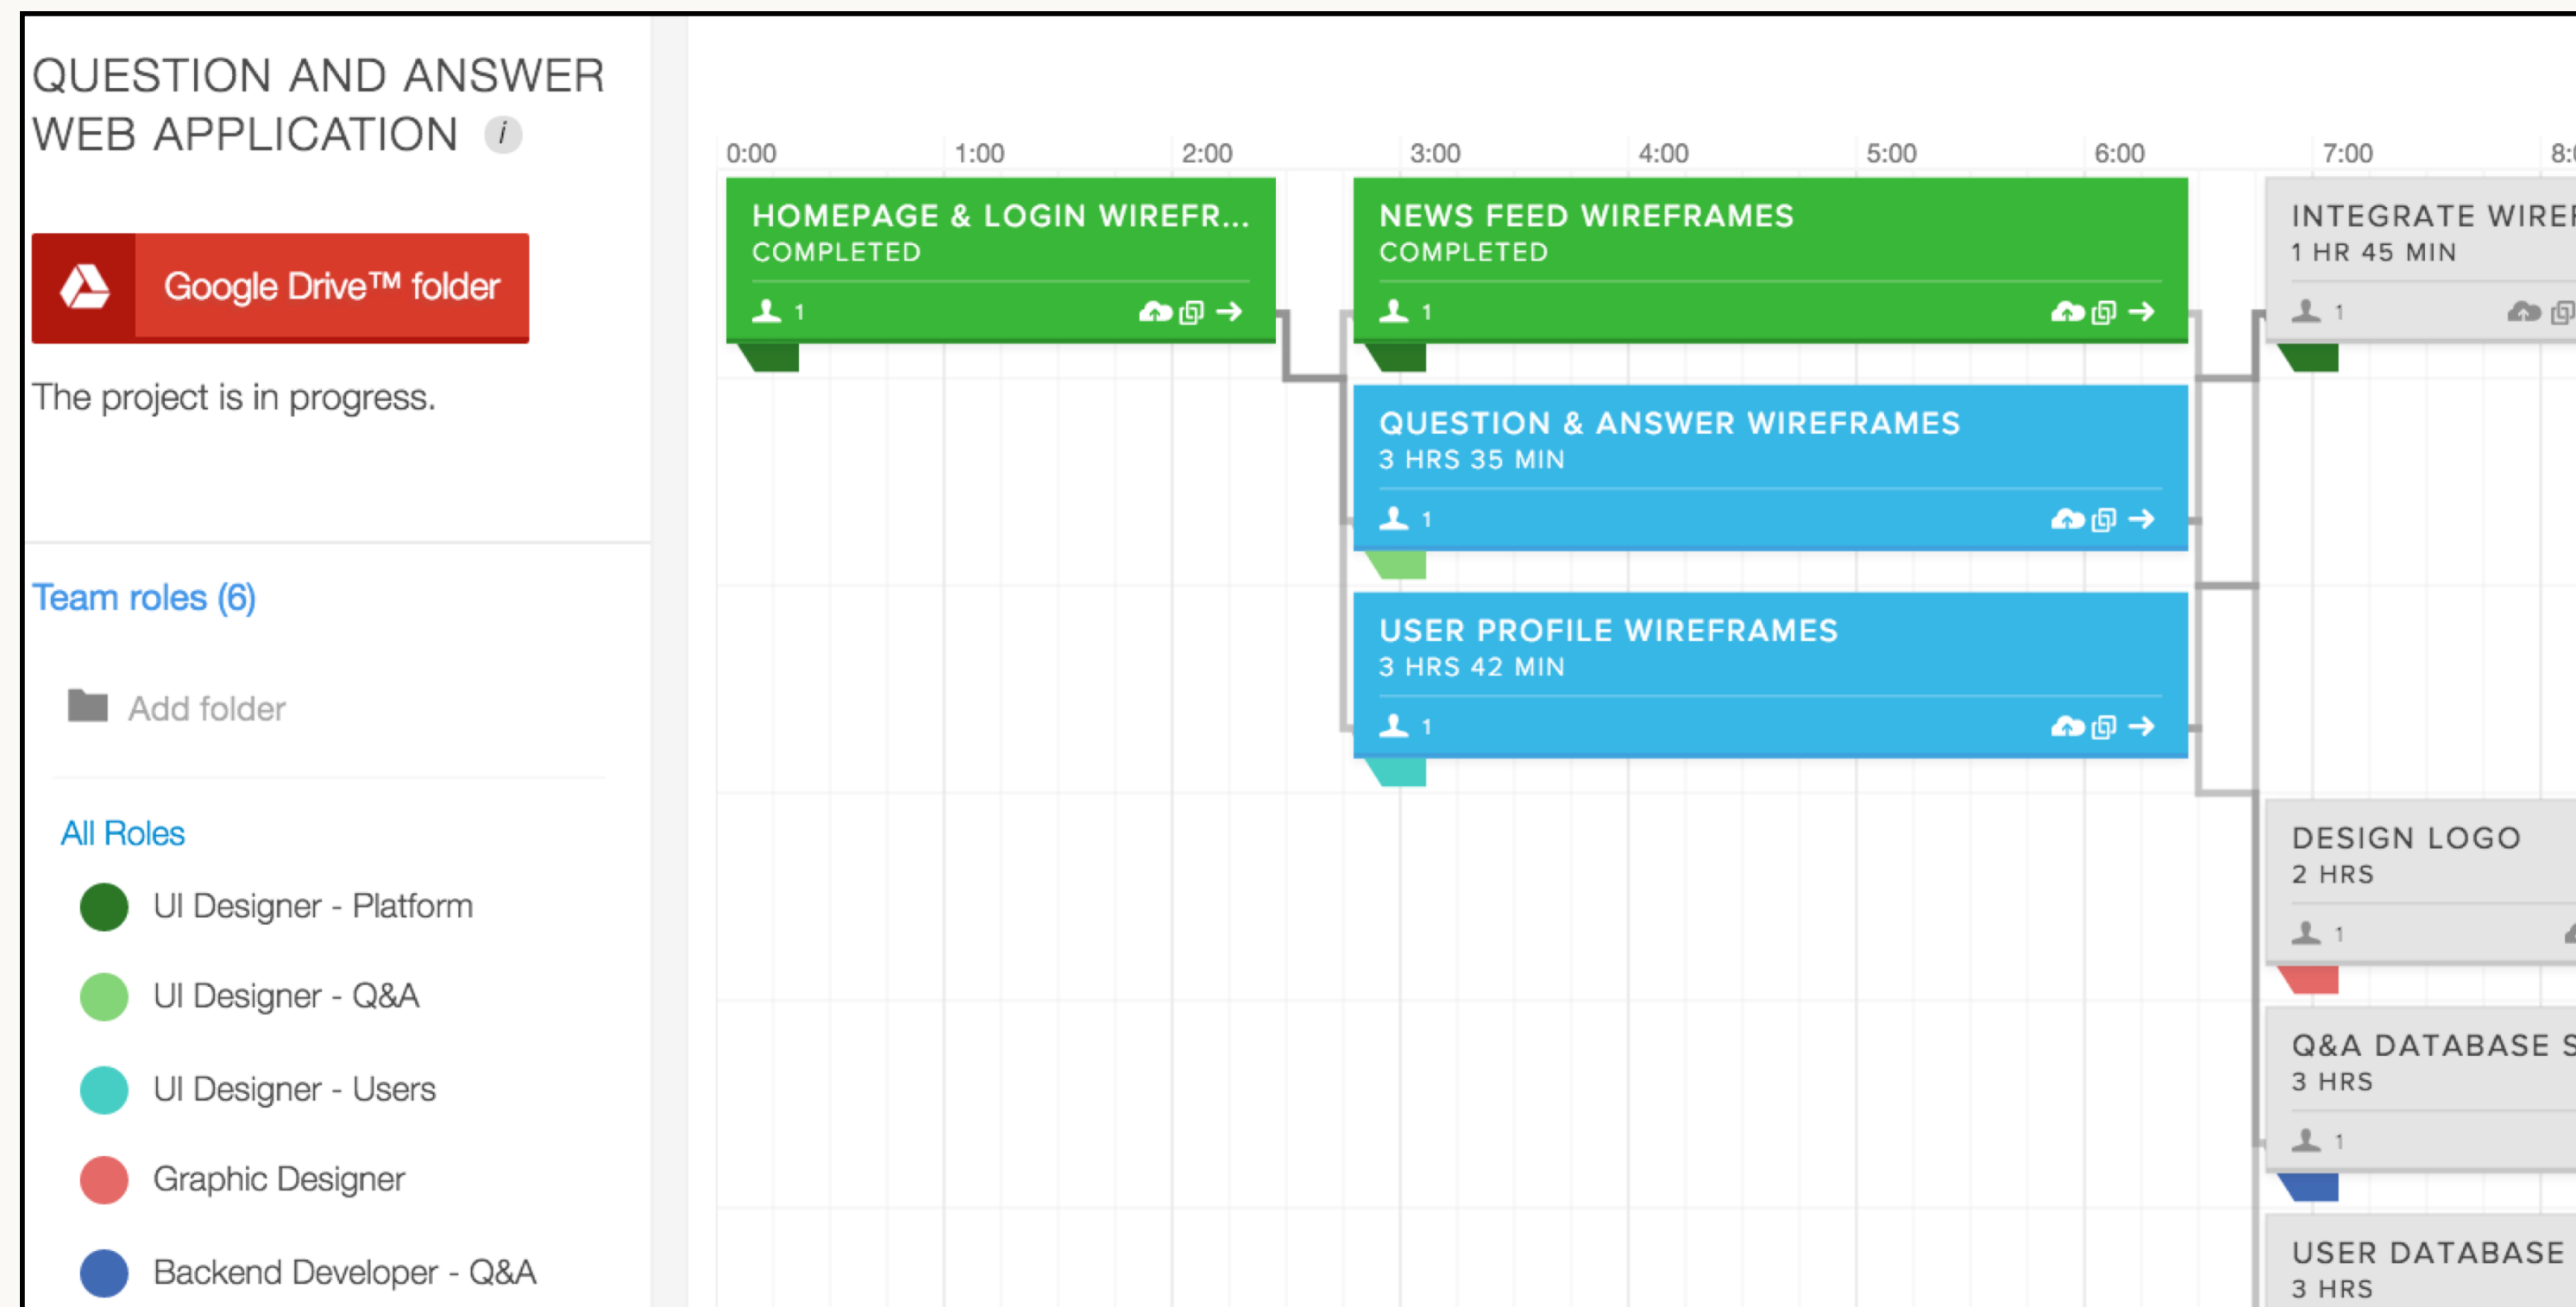 QUESTION AND ANSWER
WEB APPLICATION i
Google Drive™ folder
The project is in progress.
Team roles (6)
Add folder
All Roles
UI Designer - Platform
UI Designer - Q&A
UI Designer - Users
Graphic Designer
Backend Developer - Q&A
0:00 1:00 2:00 3:00 4:00 5:00 6:00 7:00
HOMEPAGE & LOGIN WIREFR...
COMPLETED
1
NEWS FEED WIREFRAMES
COMPLETED
1
QUESTION & ANSWER WIREFRAMES
3 HRS 35 MIN
1
USER PROFILE WIREFRAMES
3 HRS 42 MIN
1
INTEGRATE
1 HR 45 MIN
1
DESIGN LOGO
2 HRS
1
Q&A DATABASE
3 HRS
1
USER DATABASE
3 HRS